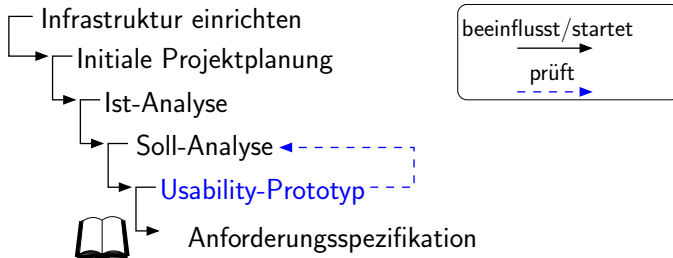 Infrastruktur einrichten
Initiale Projektplanung
Ist-Analyse
Soll-Analyse
Usability-Prototyp
Anforderungsspezifikation
beeinflusst/startet
prüft